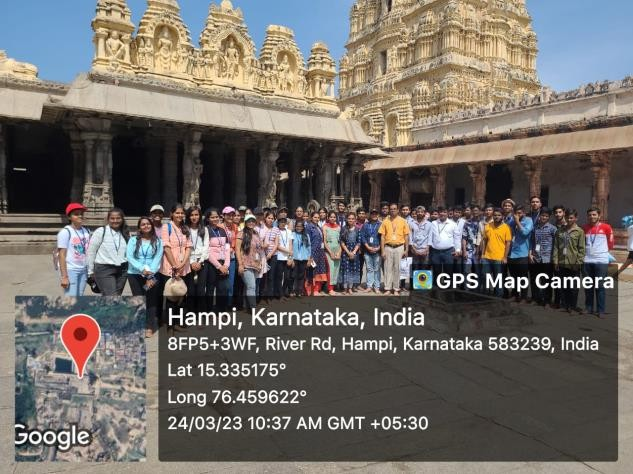 GPS Map Camera
Hampi, Karnataka, India
8FP5+3WF, River Rd, Hampi, Karnataka 583239, India
Lat 15.335175°
Long 76.459622°
24/03/23 10:37 AM GMT +05:30
Google